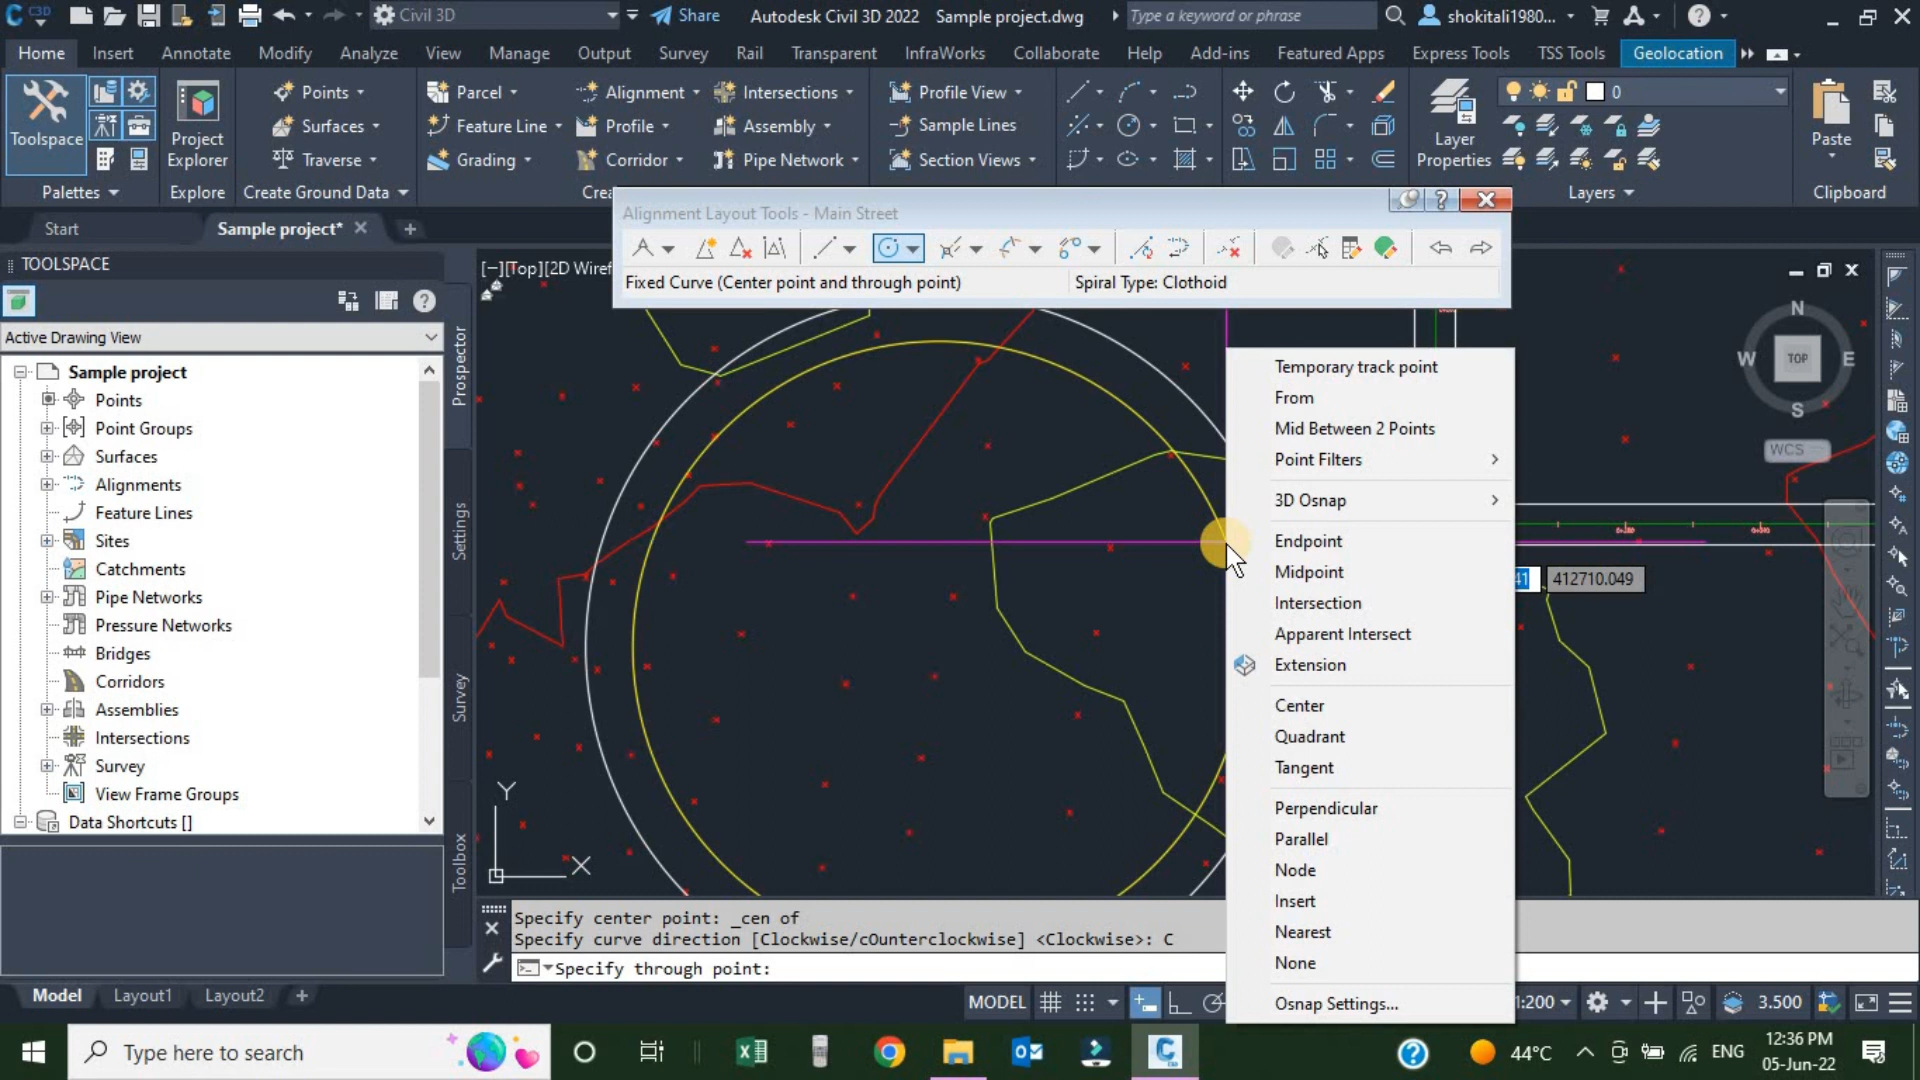 C3D Civil 3D Share Autodesk Civil 3D 2022 Sample project.dwg Type a keyword or phrase shokitali1980...
Home Insert Annotate Modify Analyze View Manage Output Survey Rail Transparent InfraWorks Collaborate Help Add-ins Featured Apps Express Tools TSS Tools Geolocation
Points Parcel Alignment Intersections Profile View 0
Toolspace Project Explorer Surfaces Feature Line Profile Assembly Sample Lines Layer Properties Paste
Traverse Grading Corridor Pipe Network Section Views
Palettes Explore Create Ground Data Layers Clipboard
Alignment Layout Tools - Main Street
Start Sample project*
Fixed Curve (Center point and through point) Spiral Type: Clothoid
TOOLSPACE
[−][Top][2D Wiref
Active Drawing View
Prospector
Settings
Survey
Toolbox
Sample project
Points
Point Groups
Surfaces
Alignments
Feature Lines
Sites
Catchments
Pipe Networks
Pressure Networks
Bridges
Corridors
Assemblies
Intersections
Survey
View Frame Groups
Data Shortcuts []
N
W TOP E
S
WCS
Temporary track point
From
Mid Between 2 Points
Point Filters
3D Osnap
Endpoint
Midpoint
Intersection
Apparent Intersect
Extension
Center
Quadrant
Tangent
Perpendicular
Parallel
Node
Insert
Nearest
None
Osnap Settings...
41 412710.049
Y
X
Specify center point: _cen of
Specify curve direction [Clockwise/cOunterclockwise] <Clockwise>: C
Specify through point:
Model Layout1 Layout2 MODEL 1:200 3.500
Type here to search 44°C ENG 12:36 PM
05-Jun-22